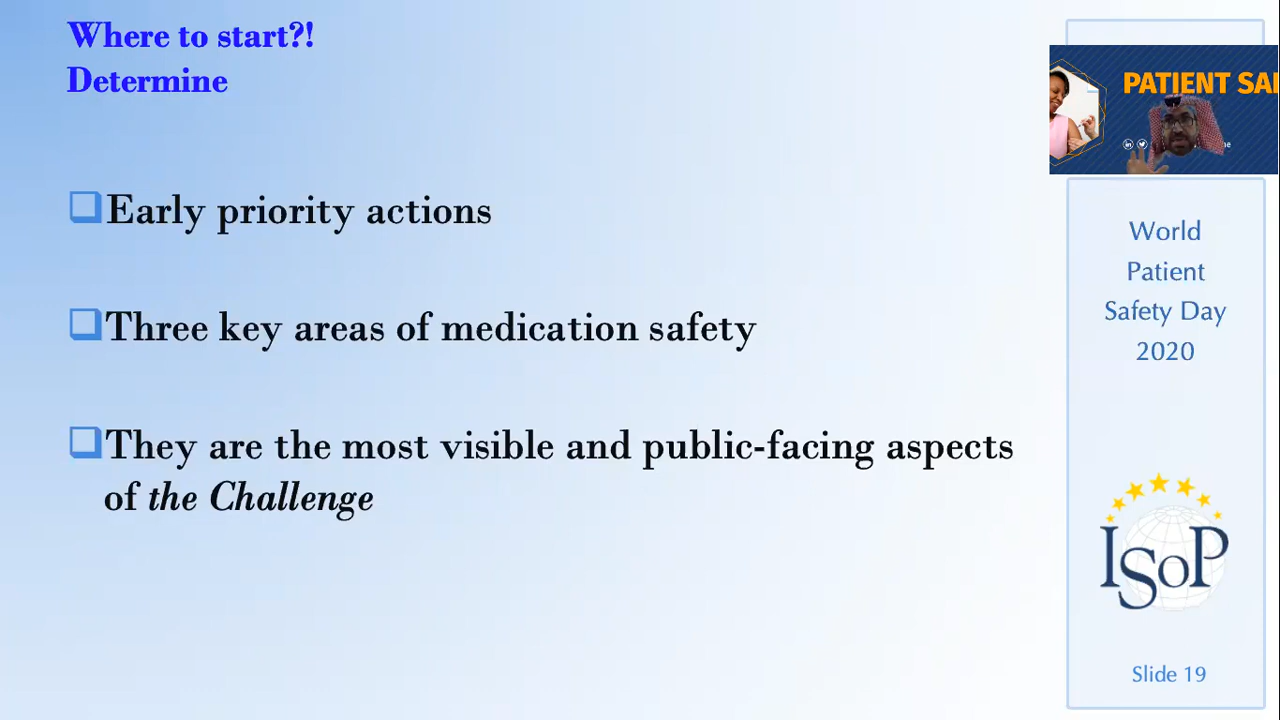 Where to start?!
Determine
❑Early priority actions
❑Three key areas of medication safety
❑They are the most visible and public-facing aspects
of the Challenge
PATIENT SA
World
Patient
Safety Day
2020
ISoP
Slide 19